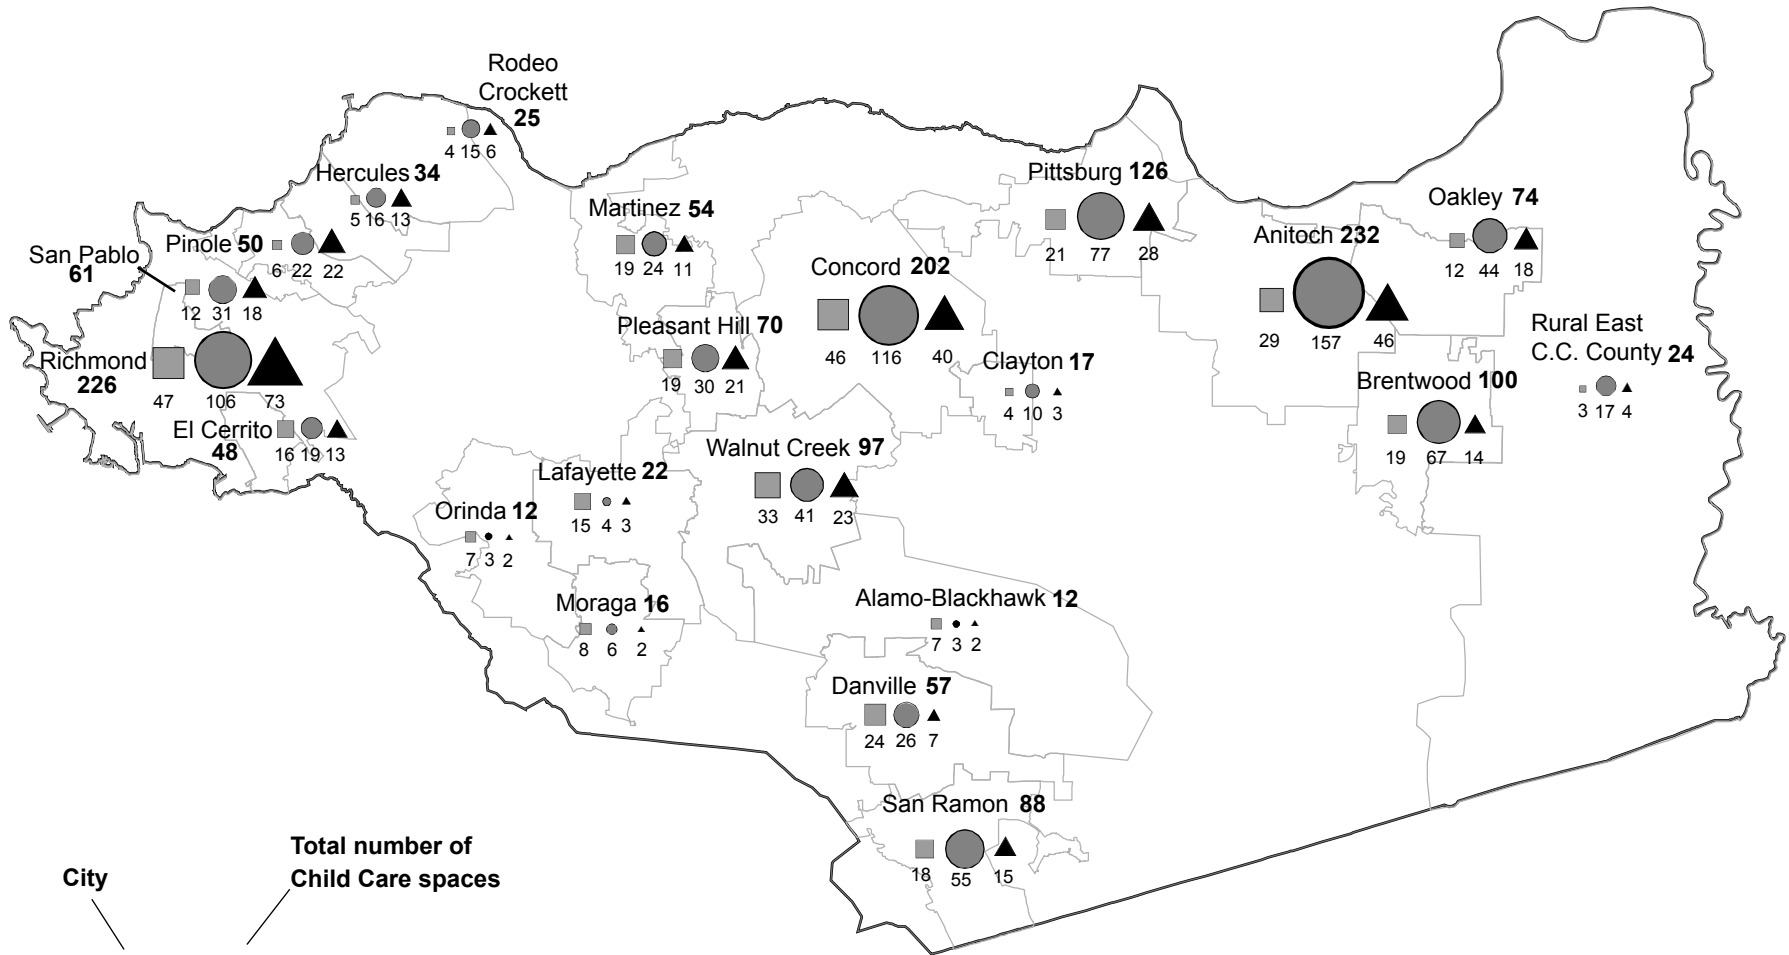 Rodeo
Crockett
25
4 15 6
Hercules 34
5 16 13
Pinole 50
6 22 22
San Pablo
61
12 31 18
Richmond
226
47 106 73
El Cerrito
48
16 19 13
Martinez 54
19 24 11
Pleasant Hill 70
19 30 21
Concord 202
46 116 40
Clayton 17
4 10 3
Pittsburg 126
21 77 28
Anitoch 232
29 157 46
Oakley 74
12 44 18
Rural East
C.C. County 24
3 17 4
Brentwood 100
19 67 14
Walnut Creek 97
33 41 23
Lafayette 22
15 4 3
Orinda 12
7 3 2
Moraga 16
8 6 2
Alamo-Blackhawk 12
7 3 2
Danville 57
24 26 7
San Ramon 88
18 55 15
City
Total number of
Child Care spaces